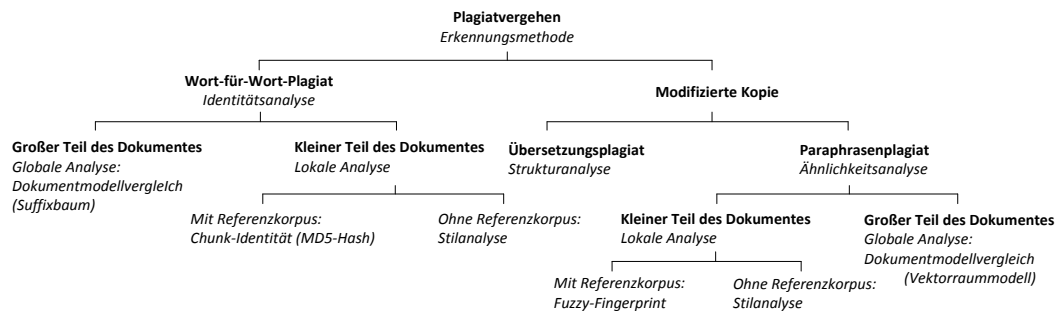 Plagiatvergehen
Erkennungsmethode
Wort-für-Wort-Plagiat
Identitätsanalyse
Modifizierte Kopie
Großer Teil des Dokumentes
Globale Analyse:
Dokumentmodellvergleich
(Suffixbaum)
Kleiner Teil des Dokumentes
Lokale Analyse
Übersetzungsplagiat
Strukturanalyse
Paraphrasenplagiat
Ähnlichkeitsanalyse
Mit Referenzkorpus:
Chunk-Identität (MD5-Hash)
Ohne Referenzkorpus:
Stilanalyse
Kleiner Teil des Dokumentes
Lokale Analyse
Großer Teil des Dokumentes
Globale Analyse:
Dokumentmodellvergleich
(Vektorraummodell)
Mit Referenzkorpus:
Fuzzy-Fingerprint
Ohne Referenzkorpus:
Stilanalyse